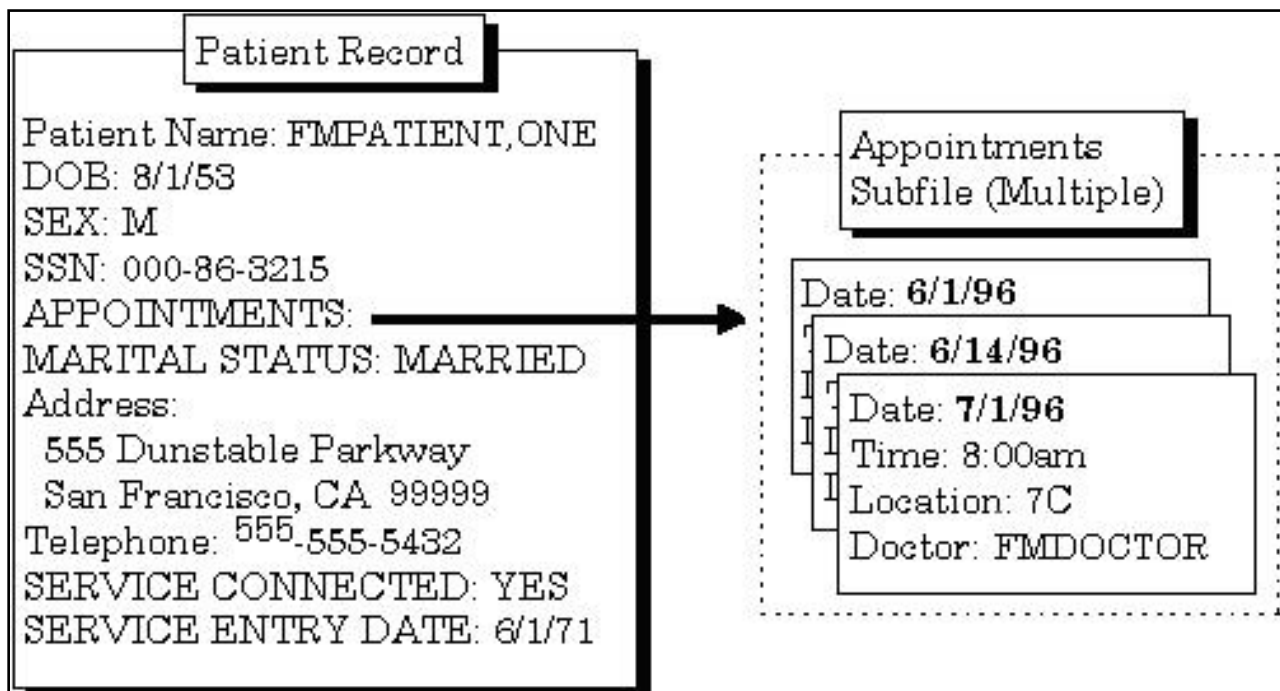 Patient Record
Patient Name: FMPATIENT,ONE
DOB: 8/1/53
SEX: M
SSN: 000-86-3215
APPOINTMENTS:
MARITAL STATUS: MARRIED
Address:
555 Dunstable Parkway
San Francisco, CA 99999
Telephone: 555-555-5432
SERVICE CONNECTED: YES
SERVICE ENTRY DATE: 6/1/71
Appointments
Subfile (Multiple)
Date: 6/1/96
Date: 6/14/96
Date: 7/1/96
Time: 8:00am
Location: 7C
Doctor: FMDOCTOR